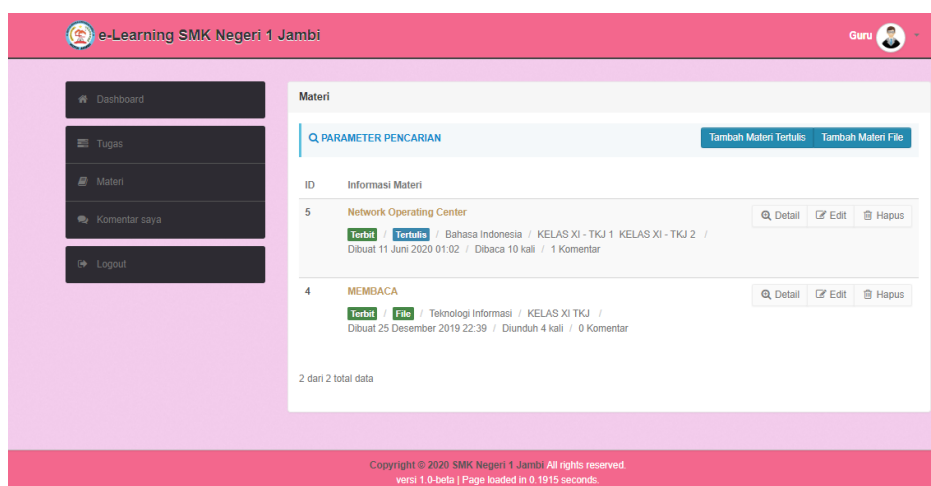 e-Learning SMK Negeri 1 Jambi
Guru
Dashboard
Tugas
Materi
Komentar saya
Logout
Materi
PARAMETER PENCARIAN
Tambah Materi Tertulis Tambah Materi File
ID Informasi Materi
5 Network Operating Center
Detail Edit Hapus
Terbit / Tertulis / Bahasa Indonesia / KELAS XI - TKJ 1 KELAS XI - TKJ 2 /
Dibuat 11 Juni 2020 01:02 / Dibaca 10 kali / 1 Komentar
4 MEMBACA
Detail Edit Hapus
Terbit / File / Teknologi Informasi / KELAS XI TKJ /
Dibuat 25 Desember 2019 22:39 / Diunduh 4 kali / 0 Komentar
2 dari 2 total data
Copyright © 2020 SMK Negeri 1 Jambi All rights reserved.
versi 1.0-beta | Page loaded in 0.1915 seconds.